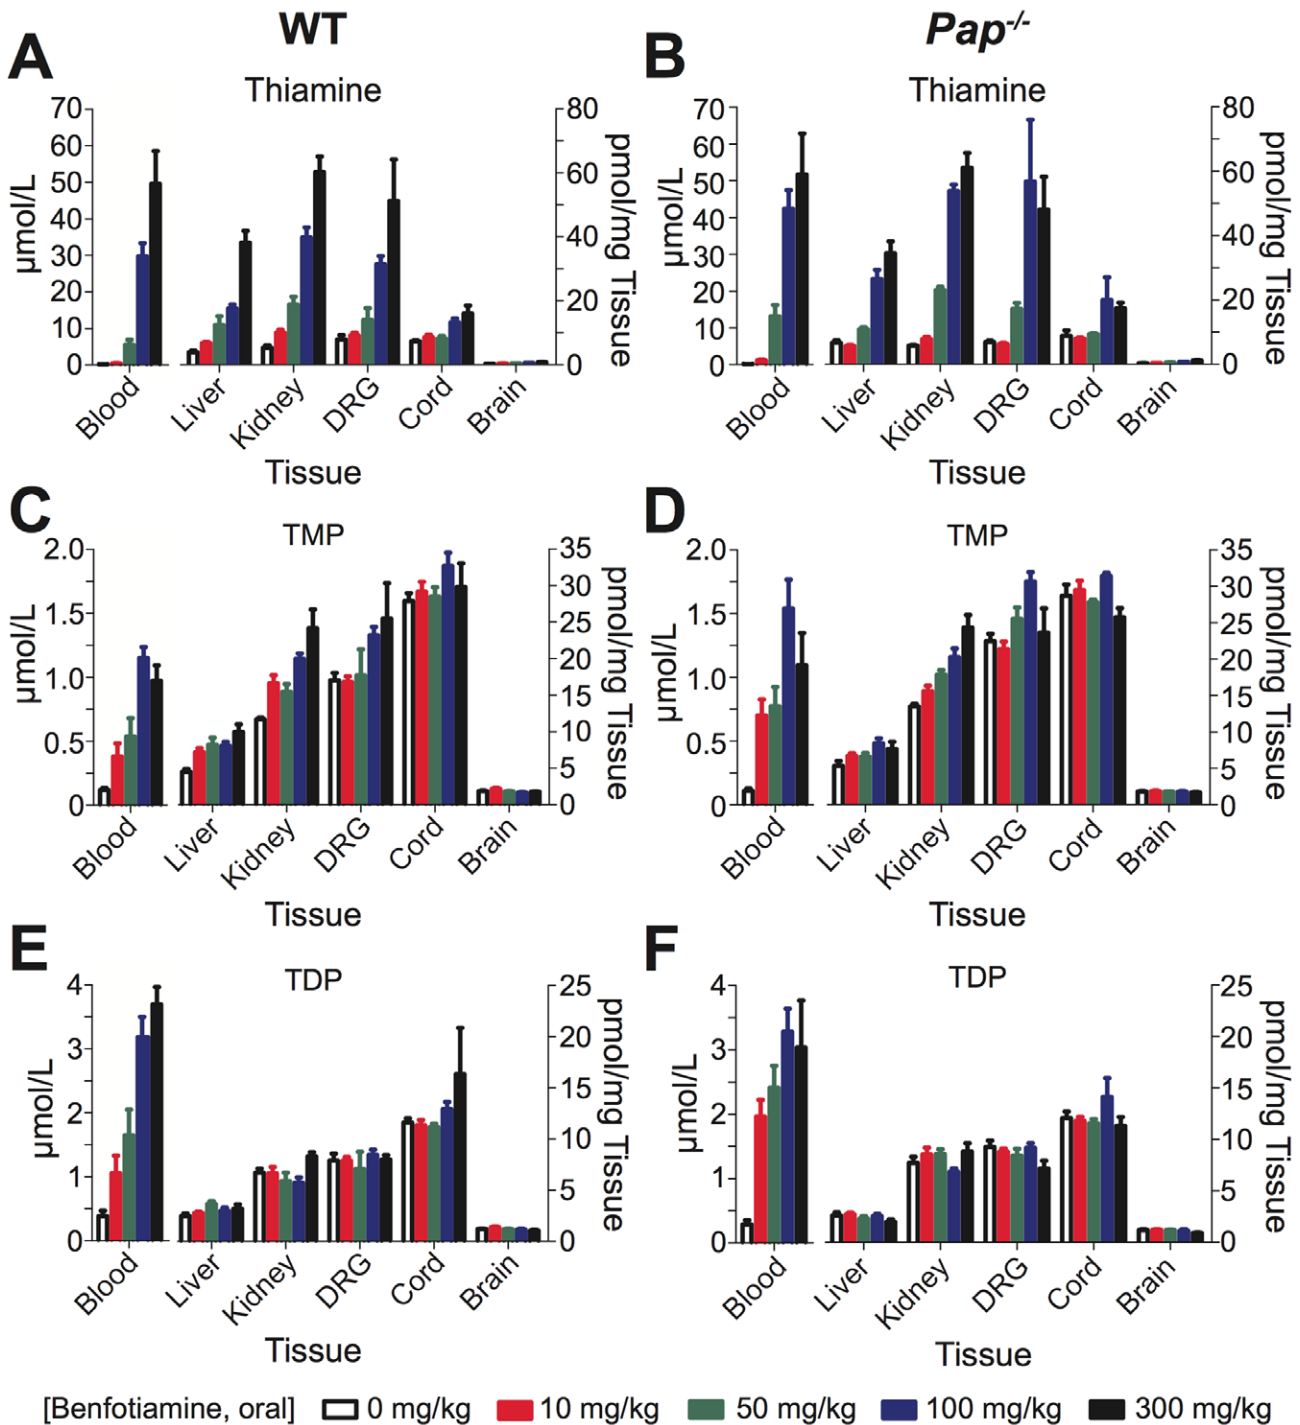 WT
Pap-/-
A
Thiamine
70
60
50
40
30
20
10
0
µmol/L
80
60
40
20
0
pmol/mg Tissue
Blood
Liver
Kidney
DRG
Cord
Brain
Tissue
B
Thiamine
70
60
50
40
30
20
10
0
µmol/L
80
60
40
20
0
pmol/mg Tissue
Blood
Liver
Kidney
DRG
Cord
Brain
Tissue
C
TMP
2.0
1.5
1.0
0.5
0
µmol/L
35
30
25
20
15
10
5
0
pmol/mg Tissue
Blood
Liver
Kidney
DRG
Cord
Brain
Tissue
D
TMP
2.0
1.5
1.0
0.5
0
µmol/L
35
30
25
20
15
10
5
0
pmol/mg Tissue
Blood
Liver
Kidney
DRG
Cord
Brain
Tissue
E
TDP
4
3
2
1
0
µmol/L
25
20
15
10
5
0
pmol/mg Tissue
Blood
Liver
Kidney
DRG
Cord
Brain
Tissue
F
TDP
4
3
2
1
0
µmol/L
25
20
15
10
5
0
pmol/mg Tissue
Blood
Liver
Kidney
DRG
Cord
Brain
Tissue
[Benfotiamine, oral] 0 mg/kg 10 mg/kg 50 mg/kg 100 mg/kg 300 mg/kg